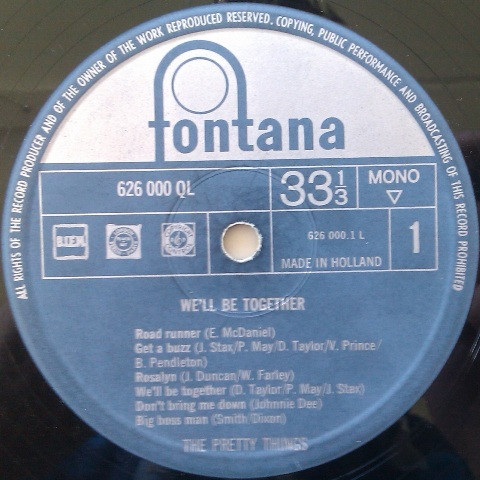 ALL RIGHTS OF THE RECORD PRODUCER AND OF THE OWNER OF THE WORK REPRODUCED RESERVED. COPYING, PUBLIC PERFORMANCE AND BROADCASTING OF THIS RECORD PROHIBITED
fontana
626 000 QL
33 1/3
MONO
626 000.1 L
1
MADE IN HOLLAND
WE'LL BE TOGETHER
Road runner (E. McDaniel)
Get a buzz (J. Stax/P. May/D. Taylor/V. Prince/
B. Pendleton)
Rosalyn (J. Duncan/W. Farley)
We'll be together (D. Taylor/P. May/J. Stax)
Don't bring me down (Johnnie Dee)
Big boss man (Smith/Dixon)
THE PRETTY THINGS